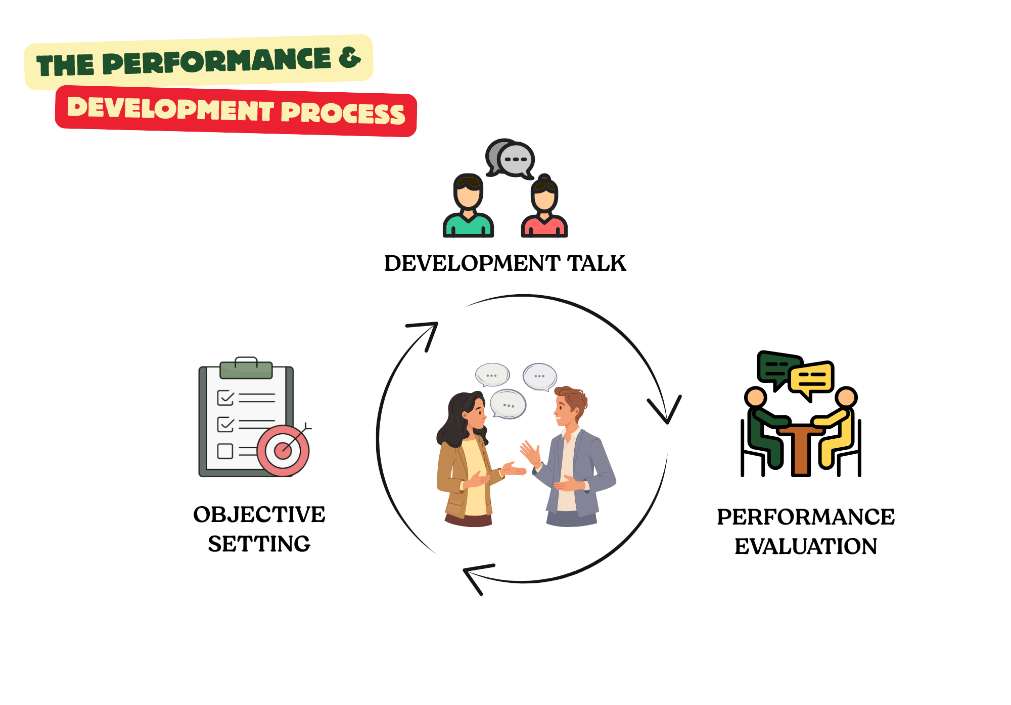 THE PERFORMANCE &
DEVELOPMENT PROCESS
DEVELOPMENT TALK
OBJECTIVE
SETTING
PERFORMANCE
EVALUATION